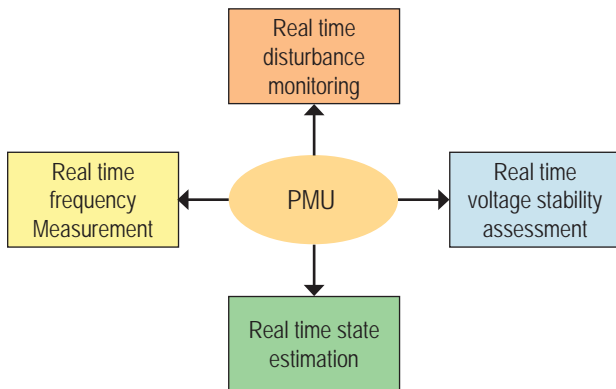 Real time
disturbance
monitoring
Real time
frequency
Measurement
PMU
Real time
voltage stability
assessment
Real time state
estimation